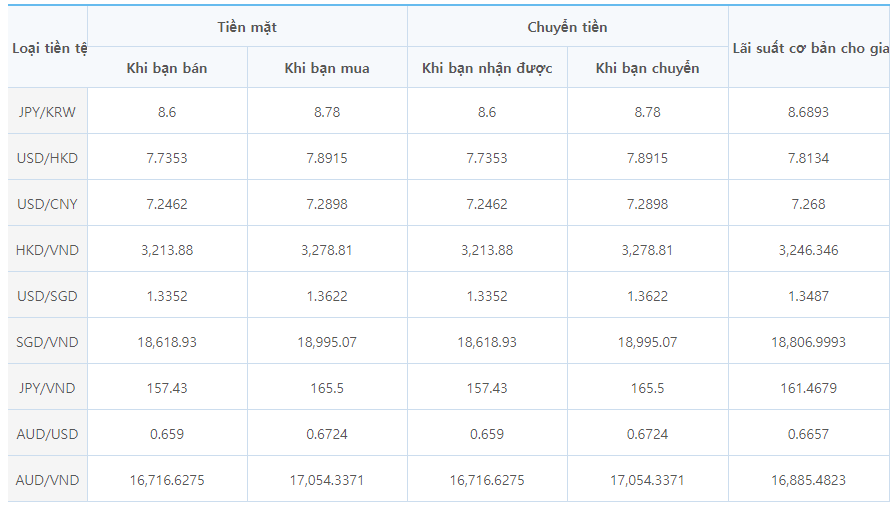 Loại tiền tệ Tiền mặt Chuyển tiền Lãi suất cơ bản cho gia
Khi bạn bán Khi bạn mua Khi bạn nhận được Khi bạn chuyển
JPY/KRW 8.6 8.78 8.6 8.78 8.6893
USD/HKD 7.7353 7.8915 7.7353 7.8915 7.8134
USD/CNY 7.2462 7.2898 7.2462 7.2898 7.268
HKD/VND 3,213.88 3,278.81 3,213.88 3,278.81 3,246.346
USD/SGD 1.3352 1.3622 1.3352 1.3622 1.3487
SGD/VND 18,618.93 18,995.07 18,618.93 18,995.07 18,806.9993
JPY/VND 157.43 165.5 157.43 165.5 161.4679
AUD/USD 0.659 0.6724 0.659 0.6724 0.6657
AUD/VND 16,716.6275 17,054.3371 16,716.6275 17,054.3371 16,885.4823